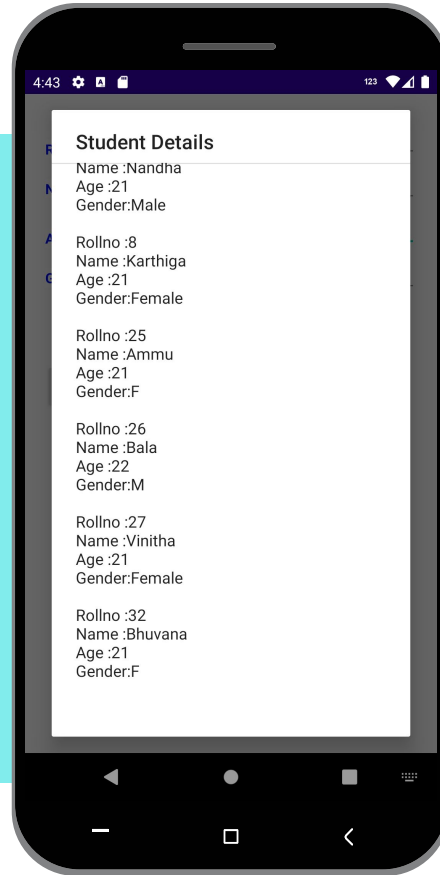 4:43
123
Student Details
Name :Nandha
Age :21
Gender:Male
Rollno :8
Name :Karthiga
Age :21
Gender:Female
Rollno :25
Name :Ammu
Age :21
Gender:F
Rollno :26
Name :Bala
Age :22
Gender:M
Rollno :27
Name :Vinitha
Age :21
Gender:Female
Rollno :32
Name :Bhuvana
Age :21
Gender:F